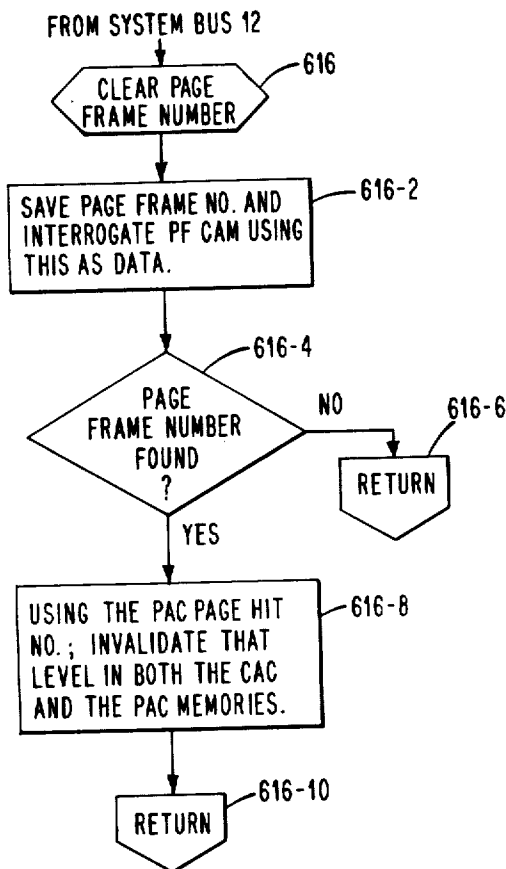 FROM SYSTEM BUS 12
616
CLEAR PAGE
FRAME NUMBER
616-2
SAVE PAGE FRAME NO. AND
INTERROGATE PF CAM USING
THIS AS DATA.
616-4
PAGE
FRAME NUMBER
FOUND
?
NO
616-6
RETURN
YES
616-8
USING THE PAC PAGE HIT
NO.; INVALIDATE THAT
LEVEL IN BOTH THE CAC
AND THE PAC MEMORIES.
616-10
RETURN